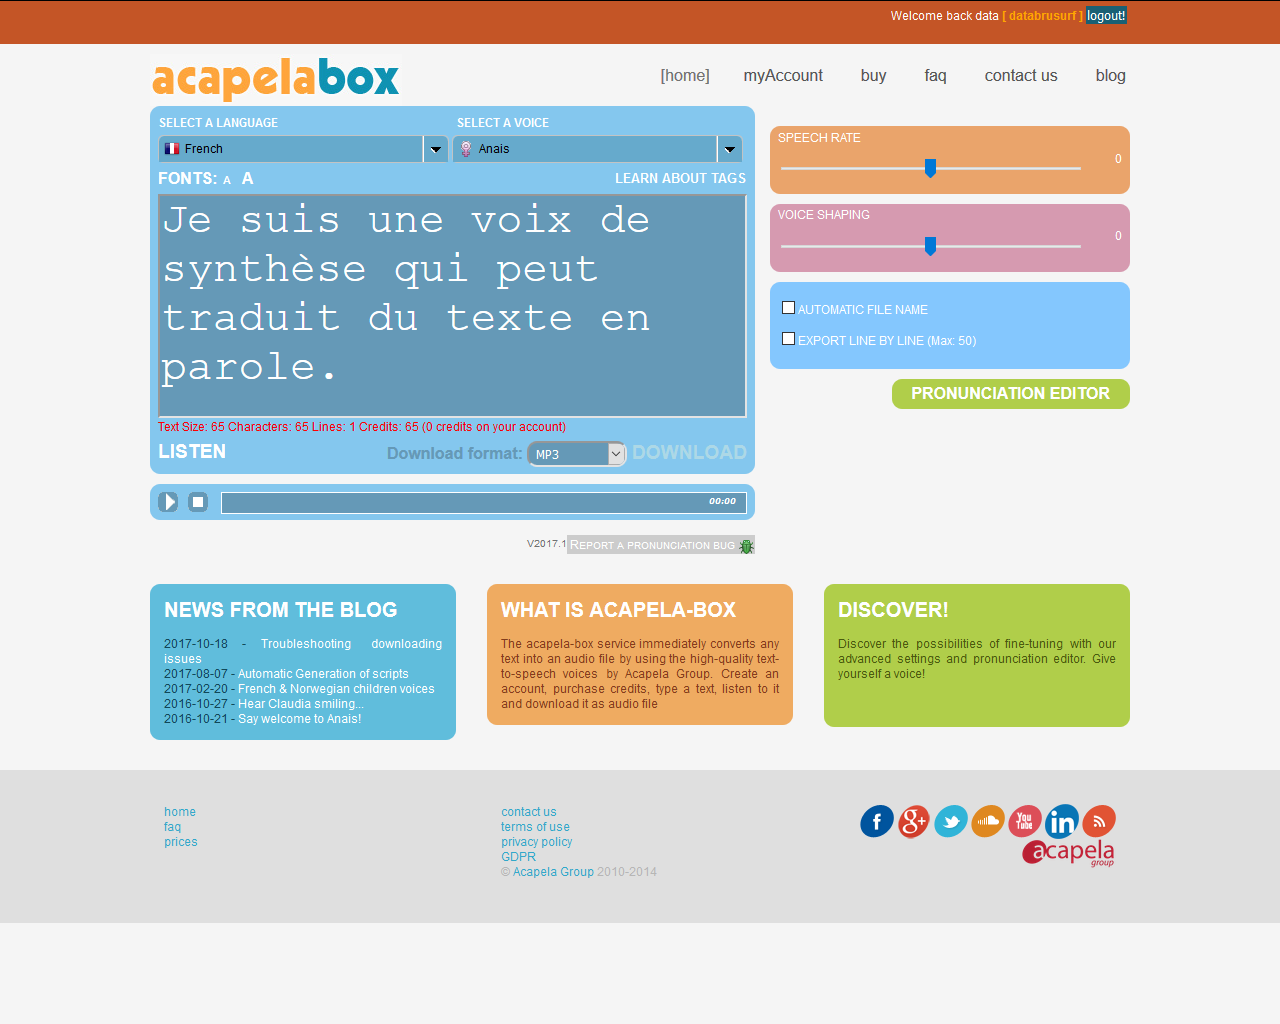 Welcome back data [ databrusurf ] logout!
acapelabox
[home] myAccount buy faq contact us blog
SELECT A LANGUAGE SELECT A VOICE
French Anais
FONTS: A A LEARN ABOUT TAGS
Je suis une voix de
synthèse qui peut
traduit du texte en
parole.
Text Size: 65 Characters: 65 Lines: 1 Credits: 65 (0 credits on your account)
LISTEN Download format: MP3 DOWNLOAD
00:00
V2017.1 REPORT A PRONUNCIATION BUG
SPEECH RATE
0
VOICE SHAPING
0
AUTOMATIC FILE NAME
EXPORT LINE BY LINE (Max: 50)
PRONUNCIATION EDITOR
NEWS FROM THE BLOG
2017-10-18 - Troubleshooting downloading
issues
2017-08-07 - Automatic Generation of scripts
2017-02-20 - French & Norwegian children voices
2016-10-27 - Hear Claudia smiling...
2016-10-21 - Say welcome to Anais!
WHAT IS ACAPELA-BOX
The acapela-box service immediately converts any
text into an audio file by using the high-quality text-
to-speech voices by Acapela Group. Create an
account, purchase credits, type a text, listen to it
and download it as audio file
DISCOVER!
Discover the possibilities of fine-tuning with our
advanced settings and pronunciation editor. Give
yourself a voice!
home
faq
prices
contact us
terms of use
privacy policy
GDPR
© Acapela Group 2010-2014
f g+ You Tube in
acapela
group